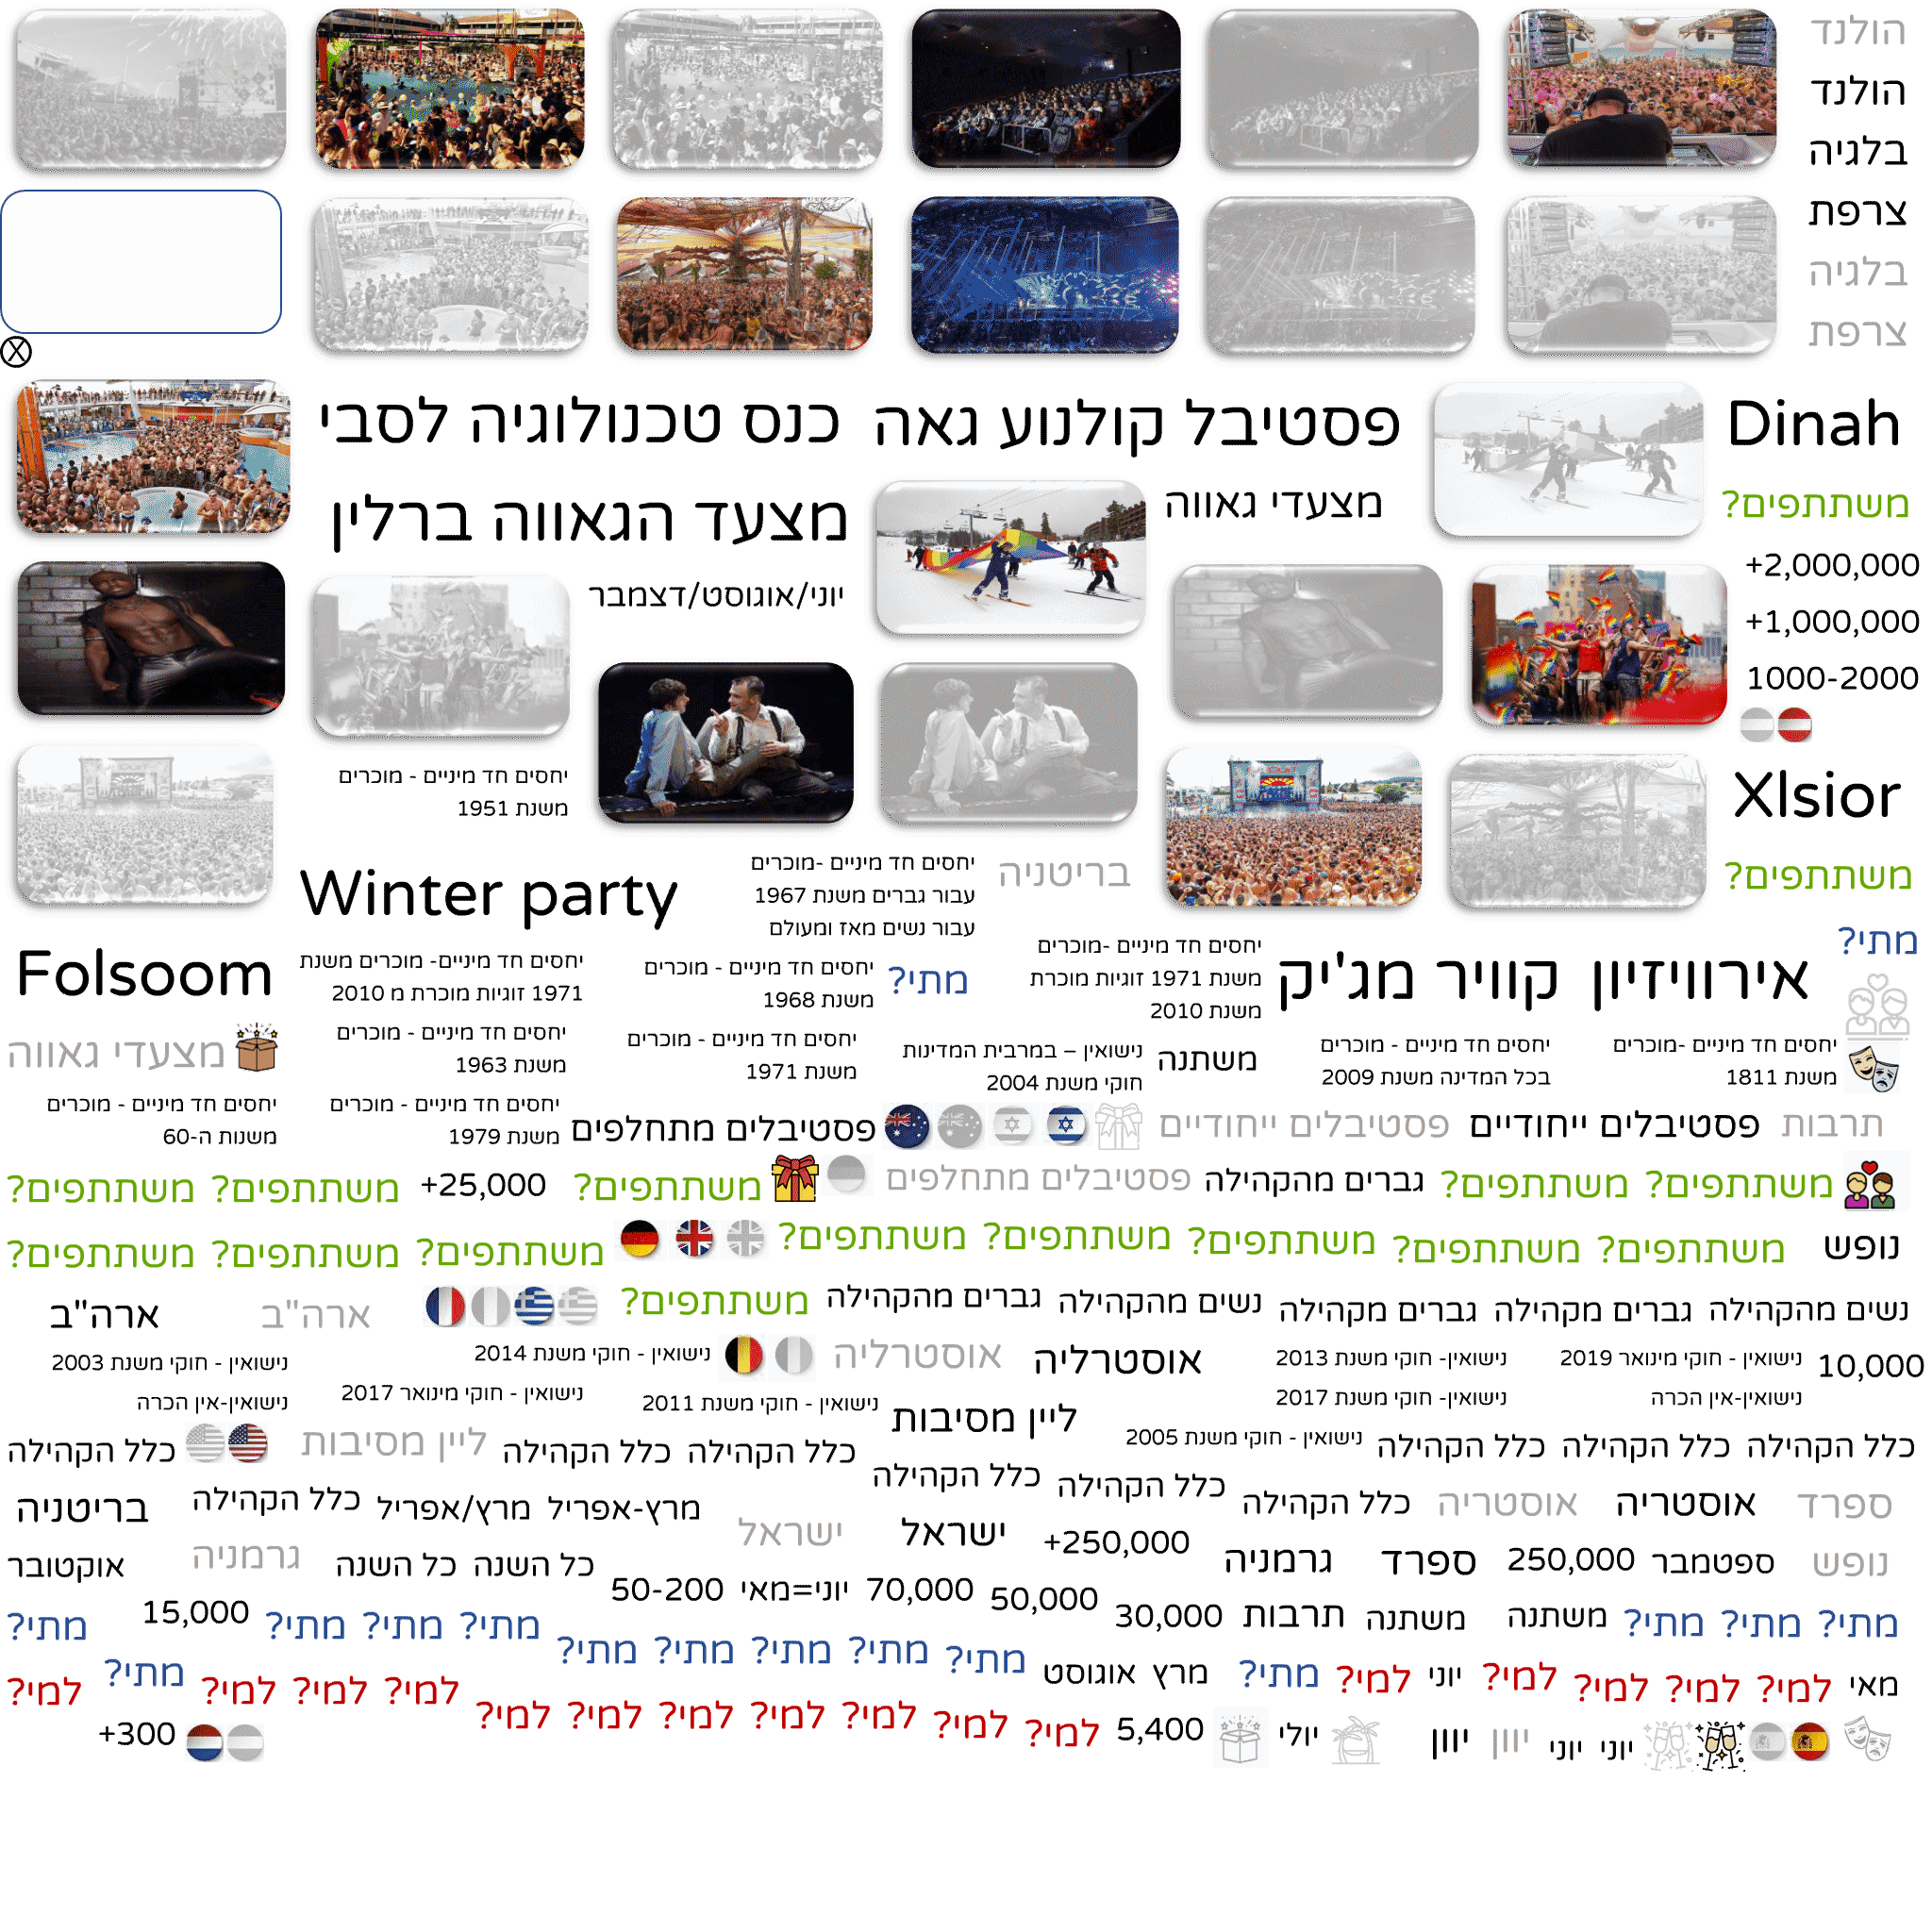 הולנד
הולנד
בלגיה
צרפת
בלגיה
צרפת
X
Dinah
פסטיבל קולנוע גאה
כנס טכנולוגיה לסבי
משתתפים?
מצעדי גאווה
מצעד הגאווה ברלין
+2,000,000
יוני/אוגוסט/דצמבר
+1,000,000
1000-2000
Xlsior
יחסים חד מיניים - מוכרים
משנת 1951
משתתפים?
בריטניה
יחסים חד מיניים -מוכרים
עבור גברים משנת 1967
עבור נשים מאז ומעולם
Winter party
מתי?
אירוויזיון
קוויר מג'יק
יחסים חד מיניים -מוכרים
משנת 1971 זוגיות מוכרת
2010
מתי?
יחסים חד מיניים - מוכרים
משנת 1968
יחסים חד מיניים- מוכרים משנת
1971 זוגיות מוכרת מ 2010
Folsoom
יחסים חד מיניים -מוכרים
משנת 1811
יחסים חד מיניים - מוכרים
בכל המדינה משנת 2009
משתנה
נישואין – במרבית המדינות
חוקי משנת 2004
יחסים חד מיניים - מוכרים
משנת 1971
יחסים חד מיניים - מוכרים
משנת 1963
מצעדי גאווה
תרבות
פסטיבלים ייחודיים
פסטיבלים ייחודיים
פסטיבלים מתחלפים
יחסים חד מיניים - מוכרים
משנת 1979
יחסים חד מיניים - מוכרים
משנות ה-60
משתתפים?
משתתפים?
גברים מהקהילה
פסטיבלים מתחלפים
משתתפים?
+25,000
משתתפים?
משתתפים?
נופש
משתתפים?
משתתפים?
משתתפים?
משתתפים?
משתתפים?
משתתפים?
משתתפים?
משתתפים?
נשים מהקהילה
גברים מקהילה
גברים מקהילה
נשים מהקהילה
גברים מהקהילה
משתתפים?
ארה"ב
ארה"ב
10,000
נישואין - חוקי מינואר 2019
נישואין- חוקי משנת 2013
אוסטרליה
אוסטרליה
נישואין - חוקי משנת 2014
נישואין - חוקי משנת 2003
נישואין-אין הכרה
נישואין- חוקי משנת 2017
נישואין - חוקי משנת 2011
נישואין - חוקי מינואר 2017
נישואין-אין הכרה
כלל הקהילה
כלל הקהילה
כלל הקהילה
נישואין - חוקי משנת 2005
ליין מסיבות
כלל הקהילה
כלל הקהילה
ליין מסיבות
כלל הקהילה
ספרד
אוסטריה
אוסטריה
כלל הקהילה
כלל הקהילה
כלל הקהילה
מרץ-אפריל
מרץ/אפריל
כלל הקהילה
בריטניה
נופש
ספטמבר
250,000
ספרד
גרמניה
+250,000
ישראל
ישראל
כל השנה
כל השנה
גרמניה
אוקטובר
מתי?
מתי?
מתי?
משתנה
משתנה
תרבות
30,000
50,000
70,000
יוני=מאי
50-200
מתי?
מתי?
מתי?
15,000
מתי?
מאי
למי?
למי?
למי?
למי?
יוני
למי?
מתי?
מרץ
אוגוסט
מתי?
מתי?
מתי?
מתי?
מתי?
למי?
למי?
למי?
מתי?
למי?
יוני
יוני
יוון
יוון
יולי
5,400
למי?
למי?
למי?
למי?
למי?
למי?
למי?
+300